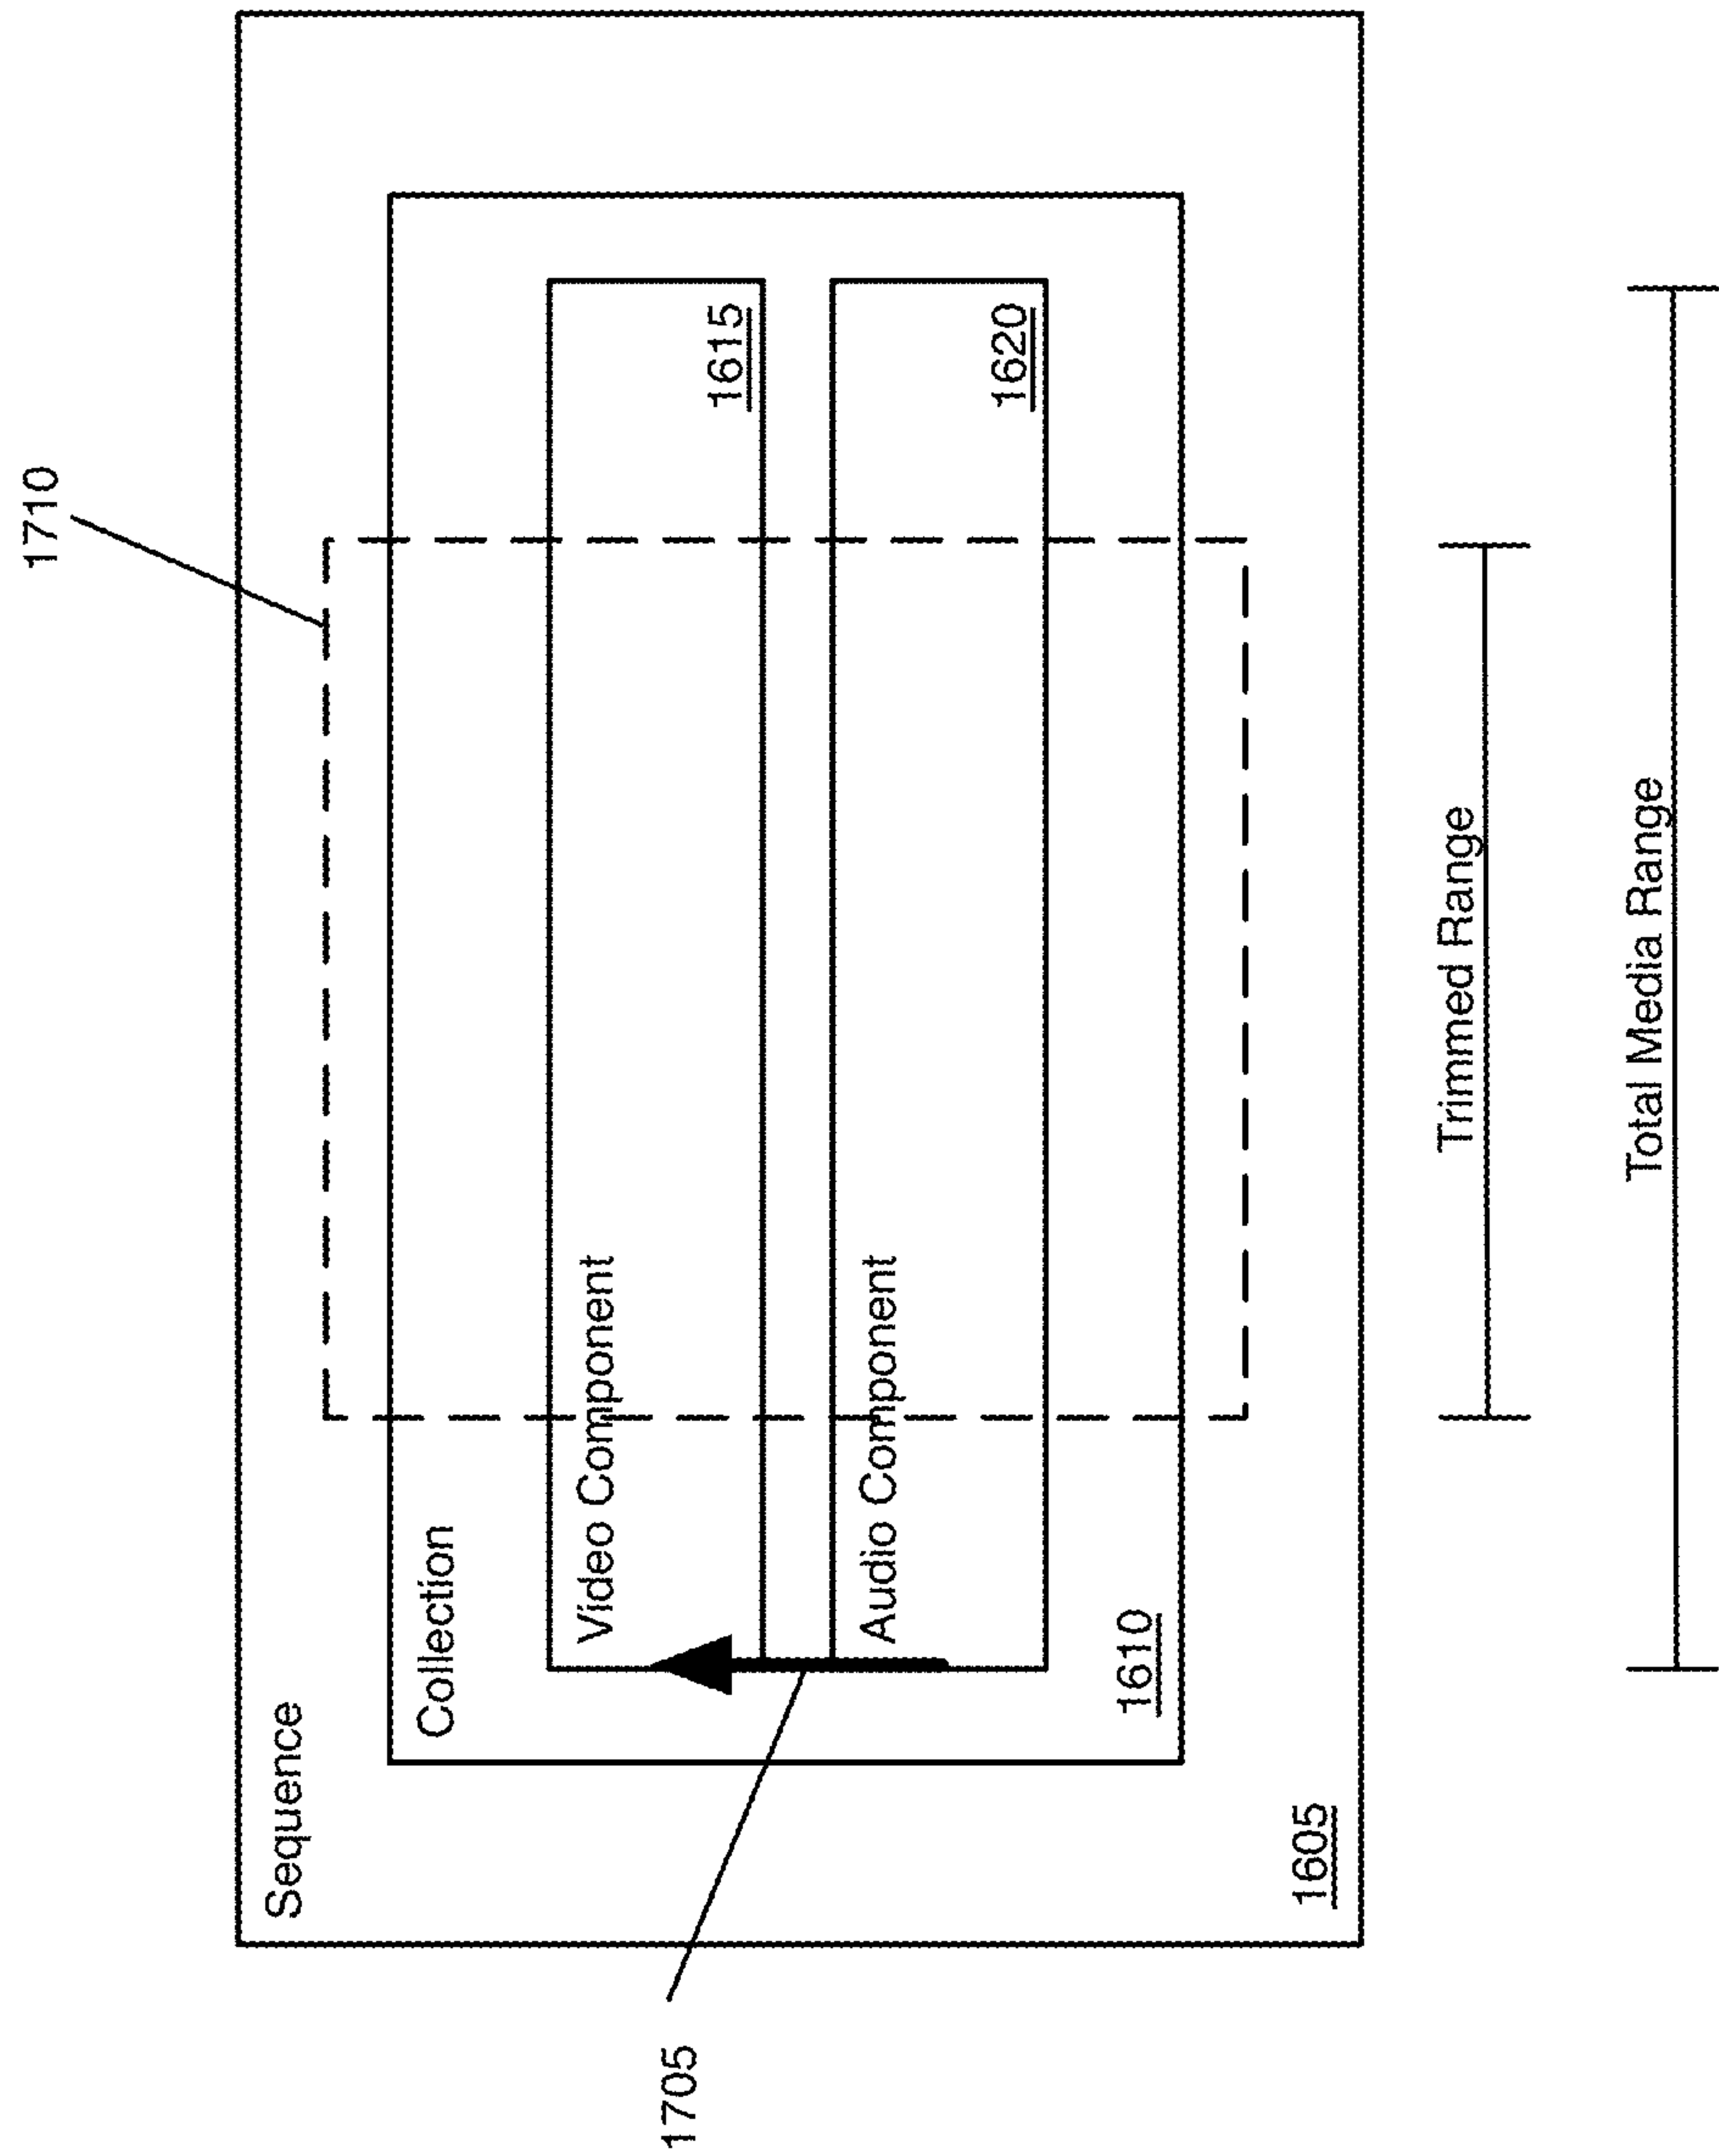 1710
Sequence
Collection
Video Component
1615
Audio Component
1620
1610
1605
1705
Trimmed Range
Total Media Range